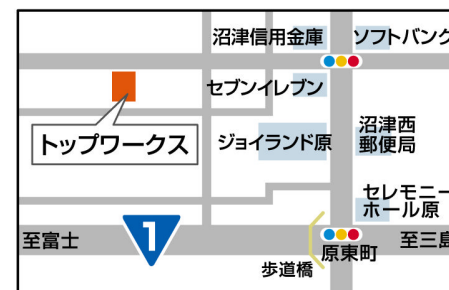 沼津信用金庫
ソフトバンク
セブンイレブン
トップワークス
ジョイランド原
沼津西
郵便局
セレモニー
ホール原
至富士
1
原東町
至三島
歩道橋